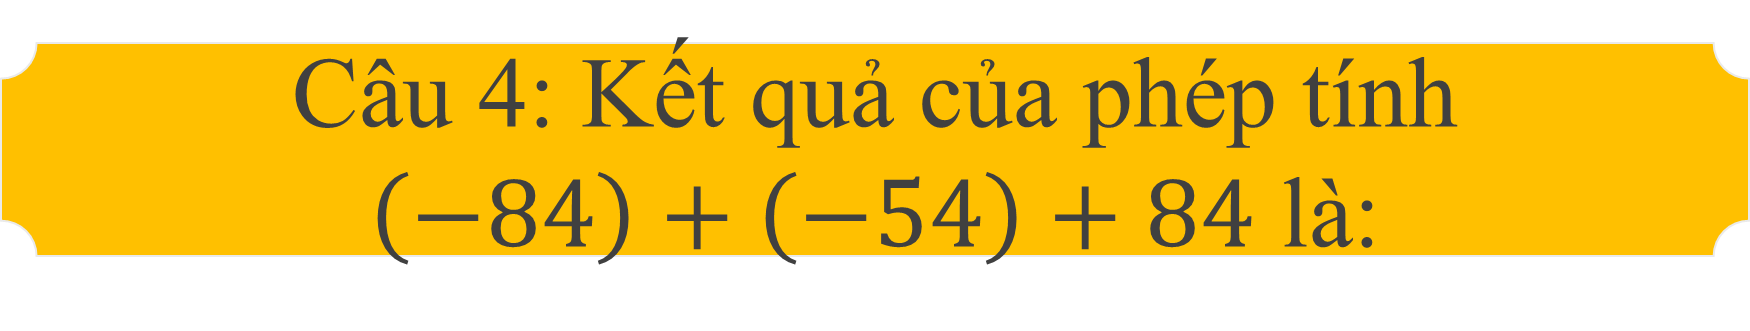 Câu 4: Kết quả của phép tính
(−84) + (−54) + 84 là: